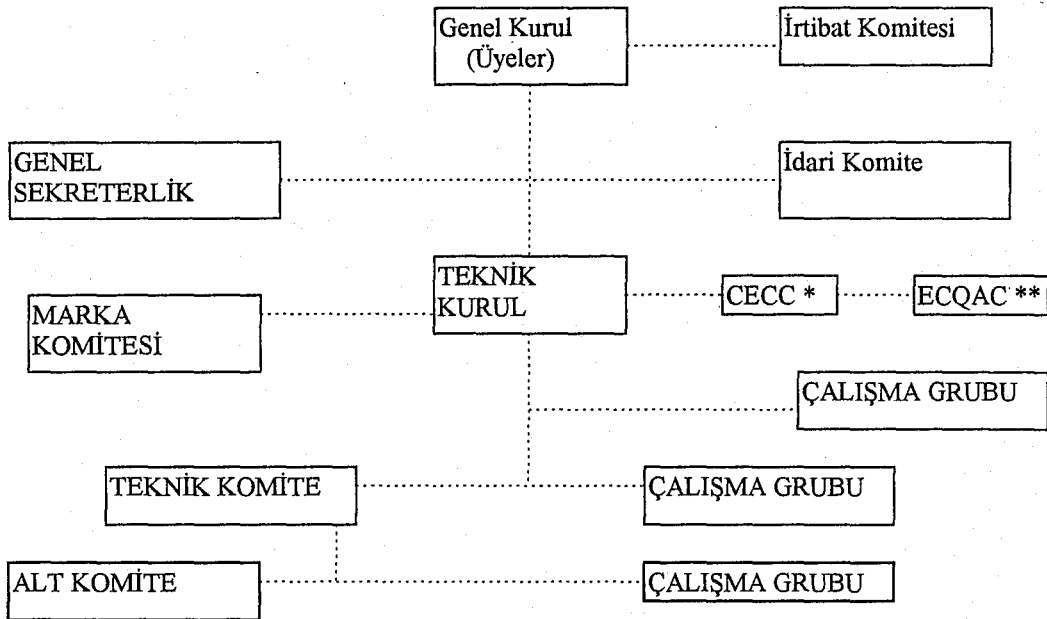 Genel Kurul
(Üyeler)
İrtibat Komitesi
GENEL
SEKRETERLİK
İdari Komite
TEKNİK
KURUL
CECC *
ECQAC **
MARKA
KOMİTESİ
ÇALIŞMA GRUBU
TEKNİK KOMİTE
ÇALIŞMA GRUBU
ALT KOMİTE
ÇALIŞMA GRUBU